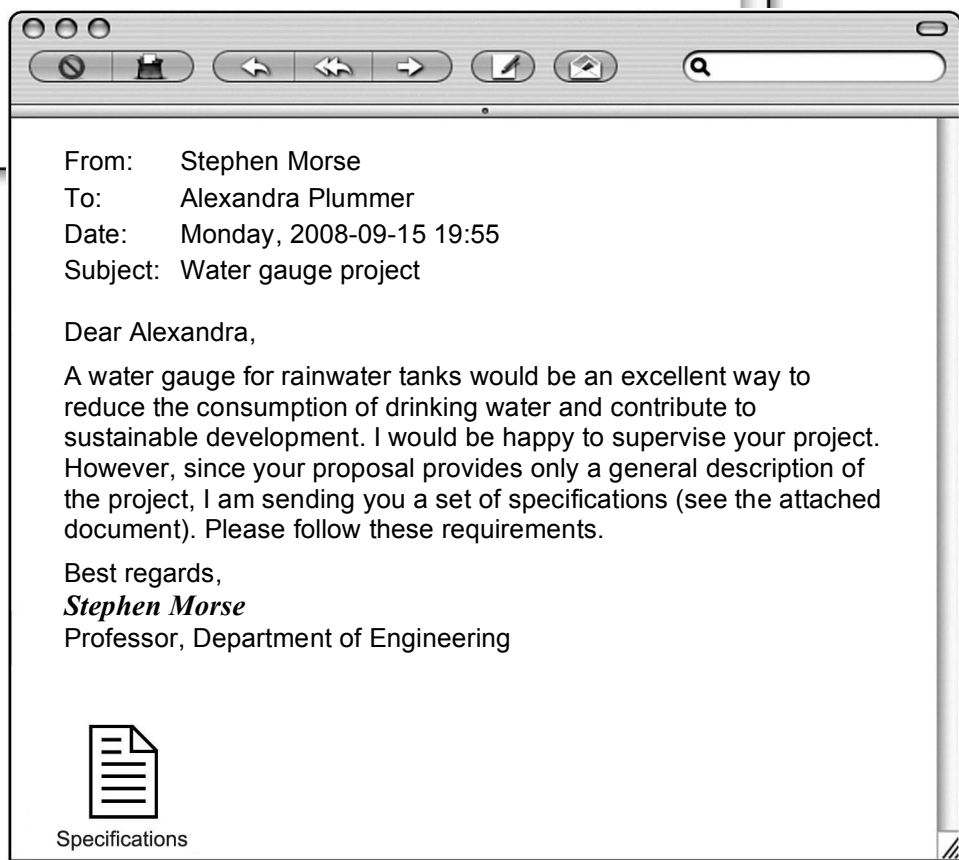 From: Stephen Morse
To: Alexandra Plummer
Date: Monday, 2008-09-15 19:55
Subject: Water gauge project
Dear Alexandra,
A water gauge for rainwater tanks would be an excellent way to
reduce the consumption of drinking water and contribute to
sustainable development. I would be happy to supervise your project.
However, since your proposal provides only a general description of
the project, I am sending you a set of specifications (see the attached
document). Please follow these requirements.
Best regards,
Stephen Morse
Professor, Department of Engineering
Specifications